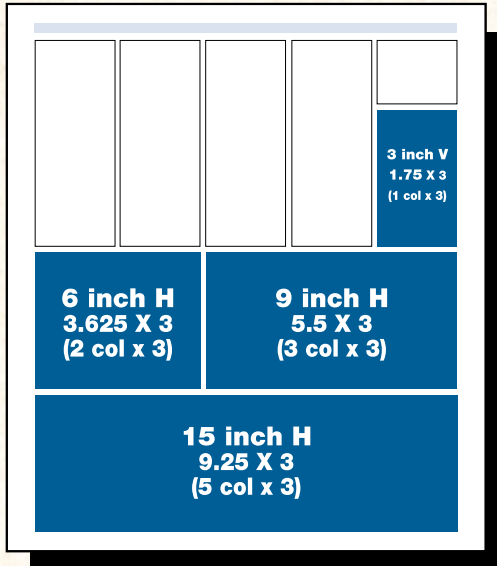 3 inch V
1.75 X 3
(1 col x 3)
6 inch H
3.625 X 3
(2 col x 3)
9 inch H
5.5 X 3
(3 col x 3)
15 inch H
9.25 X 3
(5 col x 3)